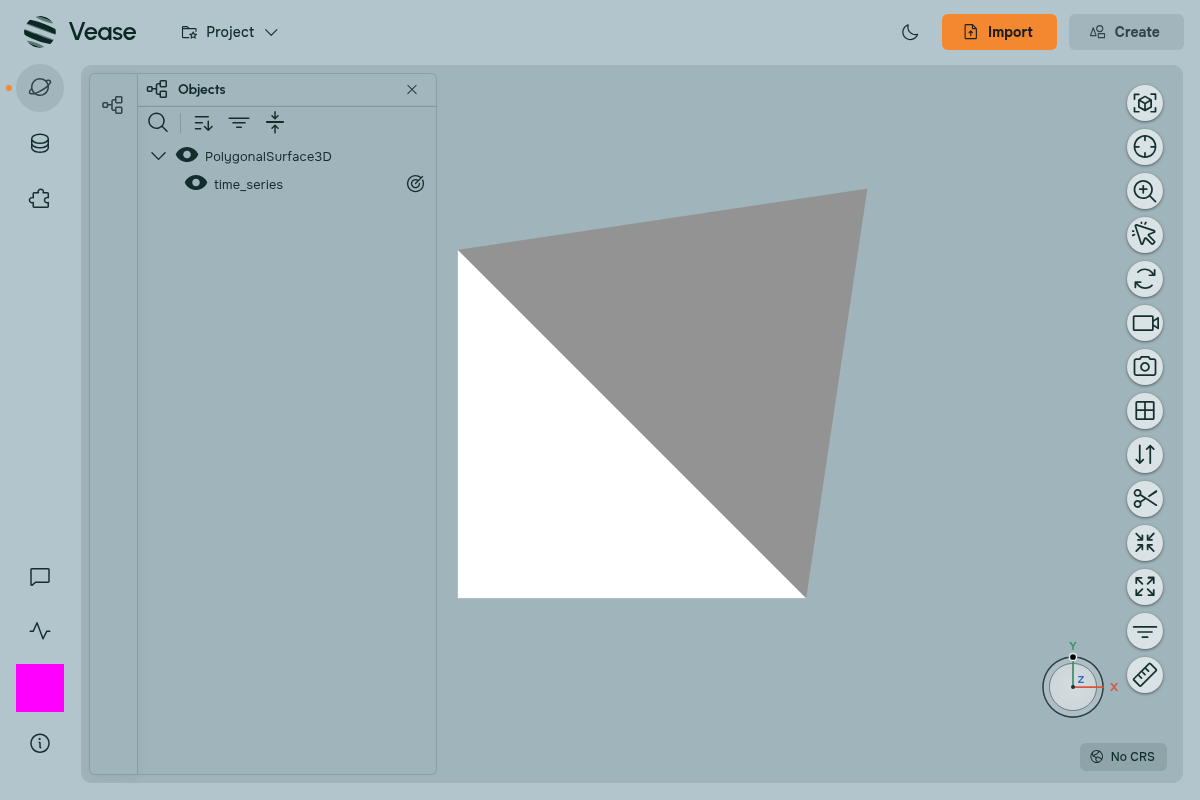 Vease
Project
Import
Create
Objects
PolygonalSurface3D
time_series
Y
Z
X
No CRS